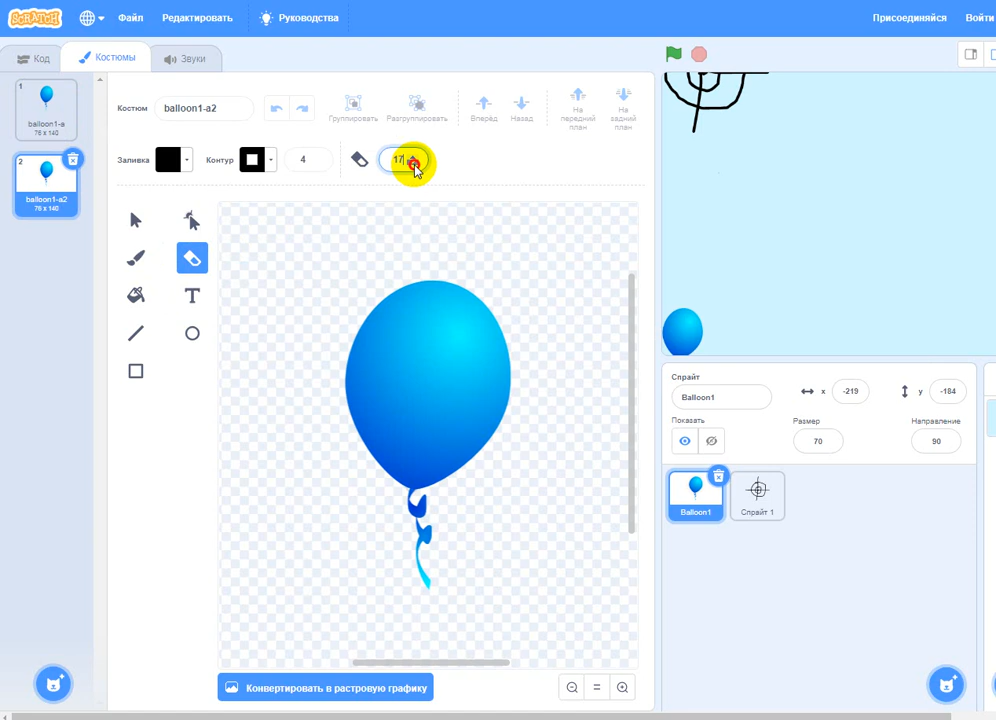 SCRATCH Файл Редактировать Руководства Присоединяйся Войти
Код Костюмы Звуки
1
balloon1-a
76 x 140
2
balloon1-a2
76 x 140
Костюм balloon1-a2 Группировать Разгруппировать Вперёд Назад На передний план На задний план
Заливка Контур 4 17
T
Конвертировать в растровую графику
Спрайт
Balloon1 x -219 y -184
Показать Размер Направление
70 90
Balloon1 Спрайт 1